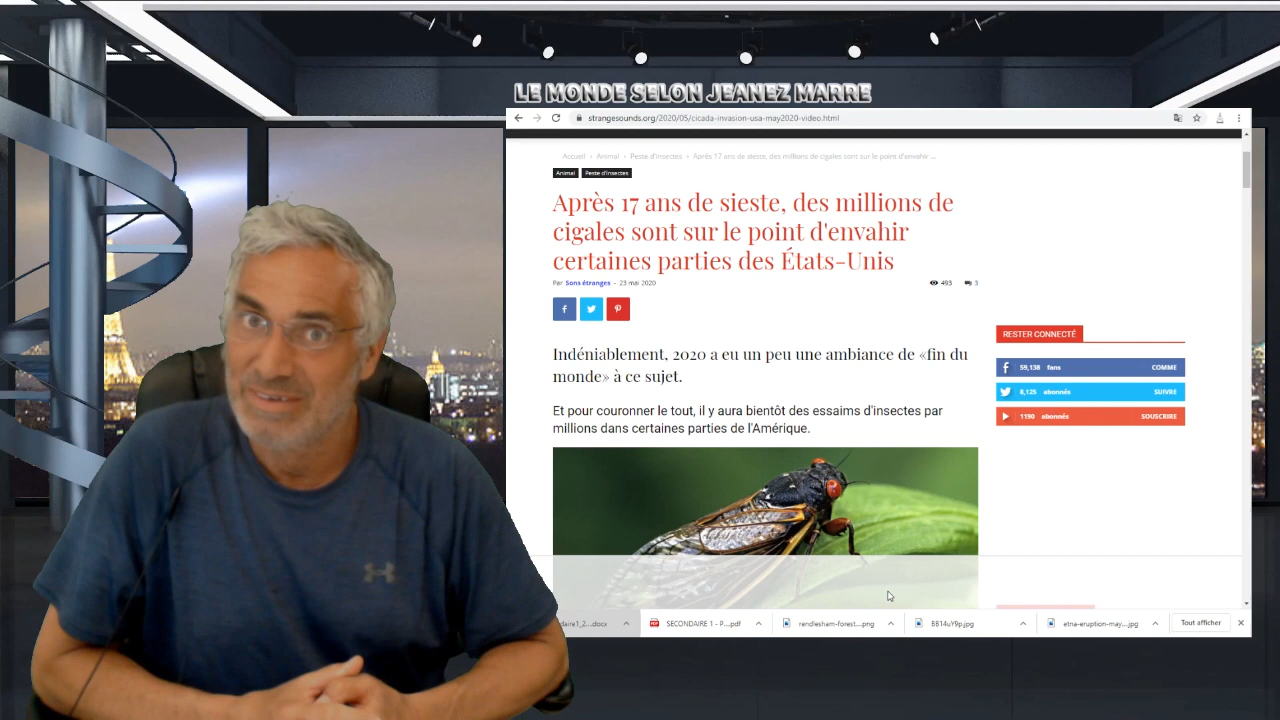 LE MONDE SELON JEANEZ MARRE
strangesounds.org/2020/05/cicada-invasion-usa-may2020-video.html
Accueil › Animal › Peste d'insectes › Après 17 ans de sieste, des millions de cigales sont sur le point d'envahir ...
Animal Peste d'insectes
Après 17 ans de sieste, des millions de
cigales sont sur le point d'envahir
certaines parties des États-Unis
Par Sons étranges - 23 mai 2020 493 3
RESTER CONNECTÉ
Indéniablement, 2020 a eu un peu une ambiance de «fin du
monde» à ce sujet.
59,138 fans COMME
8,125 abonnés SUIVRE
1190 abonnés SOUSCRIRE
Et pour couronner le tout, il y aura bientôt des essaims d'insectes par
millions dans certaines parties de l'Amérique.
daire1_2...docx SECONDAIRE 1 - P....pdf rendlesham-forest....png B814uY9p.jpg etna-eruption-may...jpg Tout afficher